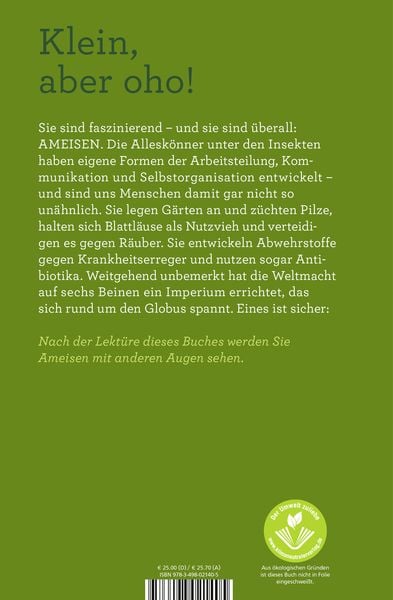 Klein,
aber oho!
Sie sind faszinierend – und sie sind überall:
AMEISEN. Die Alleskönner unter den Insekten
haben eigene Formen der Arbeitsteilung, Kom-
munikation und Selbstorganisation entwickelt –
und sind uns Menschen damit gar nicht so
unähnlich. Sie legen Gärten an und züchten Pilze,
halten sich Blattläuse als Nutzvieh und verteidi-
gen es gegen Räuber. Sie entwickeln Abwehrstoffe
gegen Krankheitserreger und nutzen sogar Anti-
biotika. Weitgehend unbemerkt hat die Weltmacht
auf sechs Beinen ein Imperium errichtet, das
sich rund um den Globus spannt. Eines ist sicher:
Nach der Lektüre dieses Buches werden Sie
Ameisen mit anderen Augen sehen.
Der Umwelt zuliebe
www.klimaneutralerverlag.de
Aus ökologischen Gründen
ist dieses Buch nicht in Folie
eingeschweißt.
€ 25.00 (D) / € 25.70 (A)
ISBN 978-3-498-02140-5